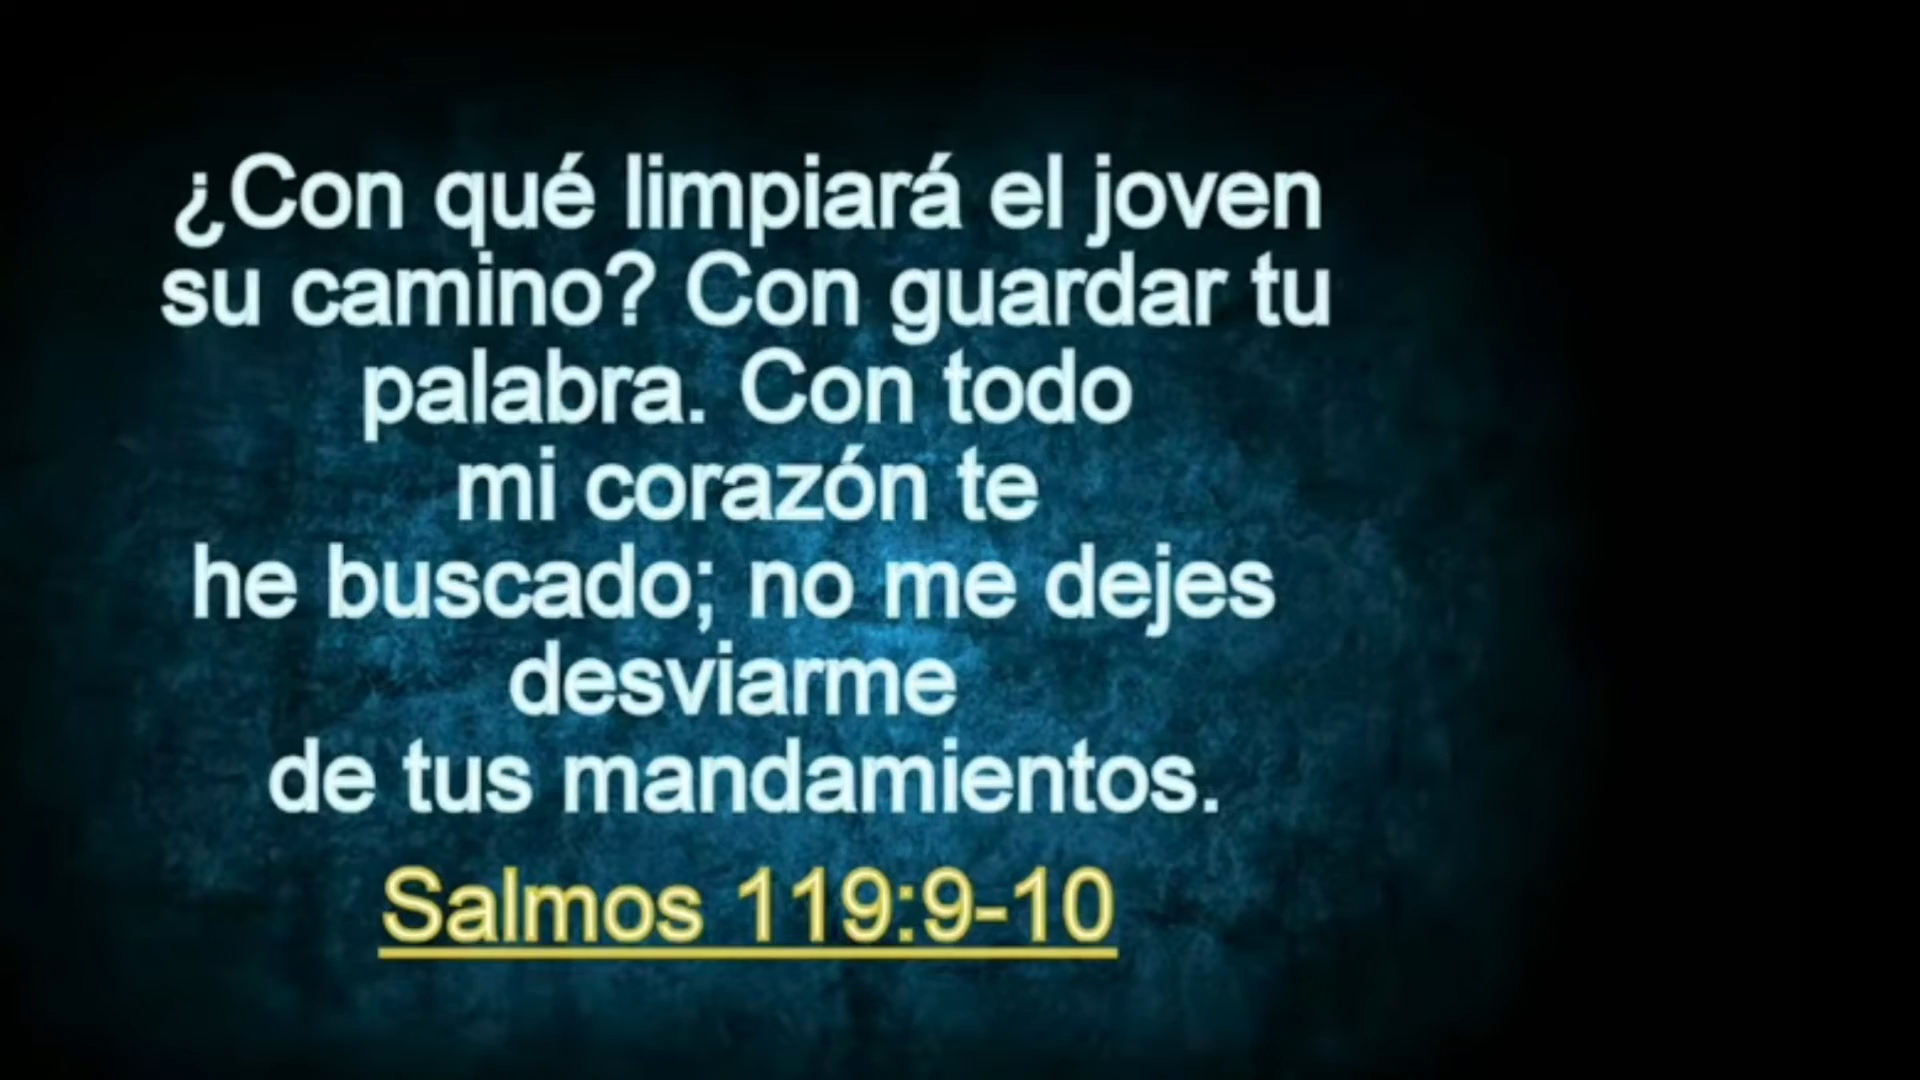 ¿Con qué limpiará el joven
su camino? Con guardar tu
palabra. Con todo
mi corazón te
he buscado; no me dejes
desviarme
de tus mandamientos.
Salmos 119:9-10